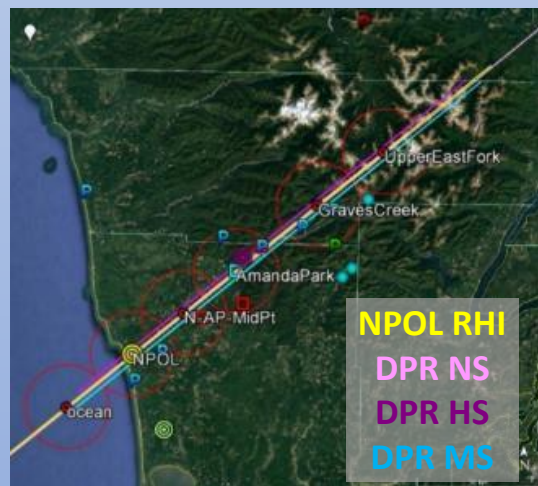 UpperEastFork
GravesCreek
AmandaPark
N-AP-MidPt
NPOL
ocean
NPOL RHI
DPR NS
DPR HS
DPR MS
N